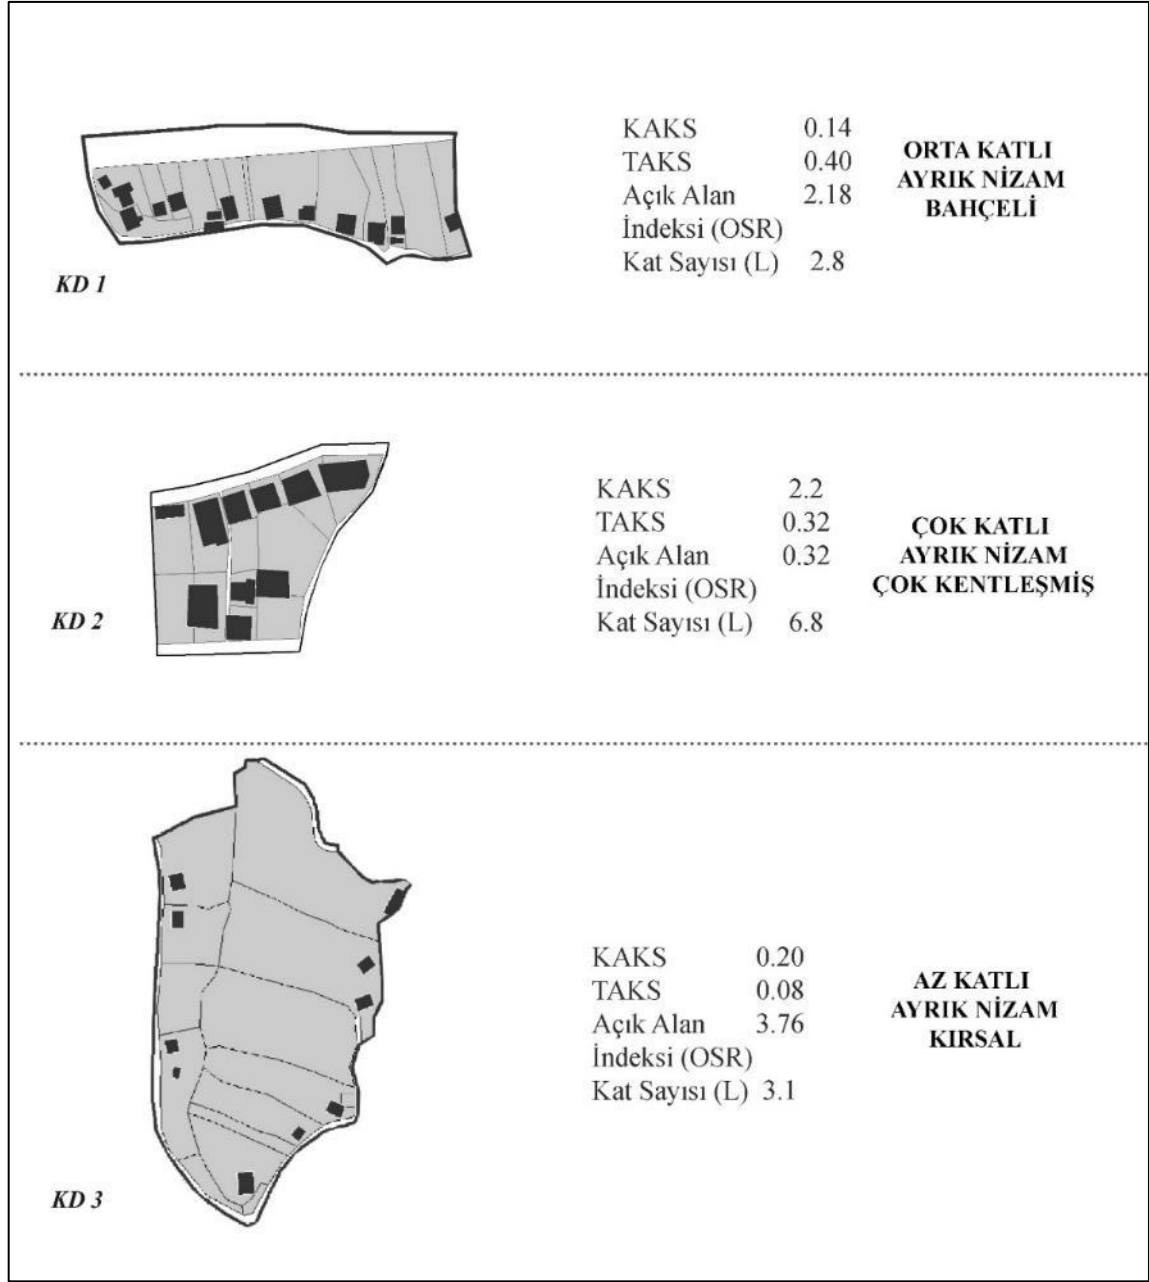 KAKS 0.14
TAKS 0.40
Açık Alan 2.18
İndeksi (OSR)
Kat Sayısı (L) 2.8
ORTA KATLI
AYRIK NİZAM
BAHÇELİ
KD 1
KAKS 2.2
TAKS 0.32
Açık Alan 0.32
İndeksi (OSR)
Kat Sayısı (L) 6.8
ÇOK KATLI
AYRIK NİZAM
ÇOK KENTLEŞMİŞ
KD 2
KAKS 0.20
TAKS 0.08
Açık Alan 3.76
İndeksi (OSR)
Kat Sayısı (L) 3.1
AZ KATLI
AYRIK NİZAM
KIRSAL
KD 3